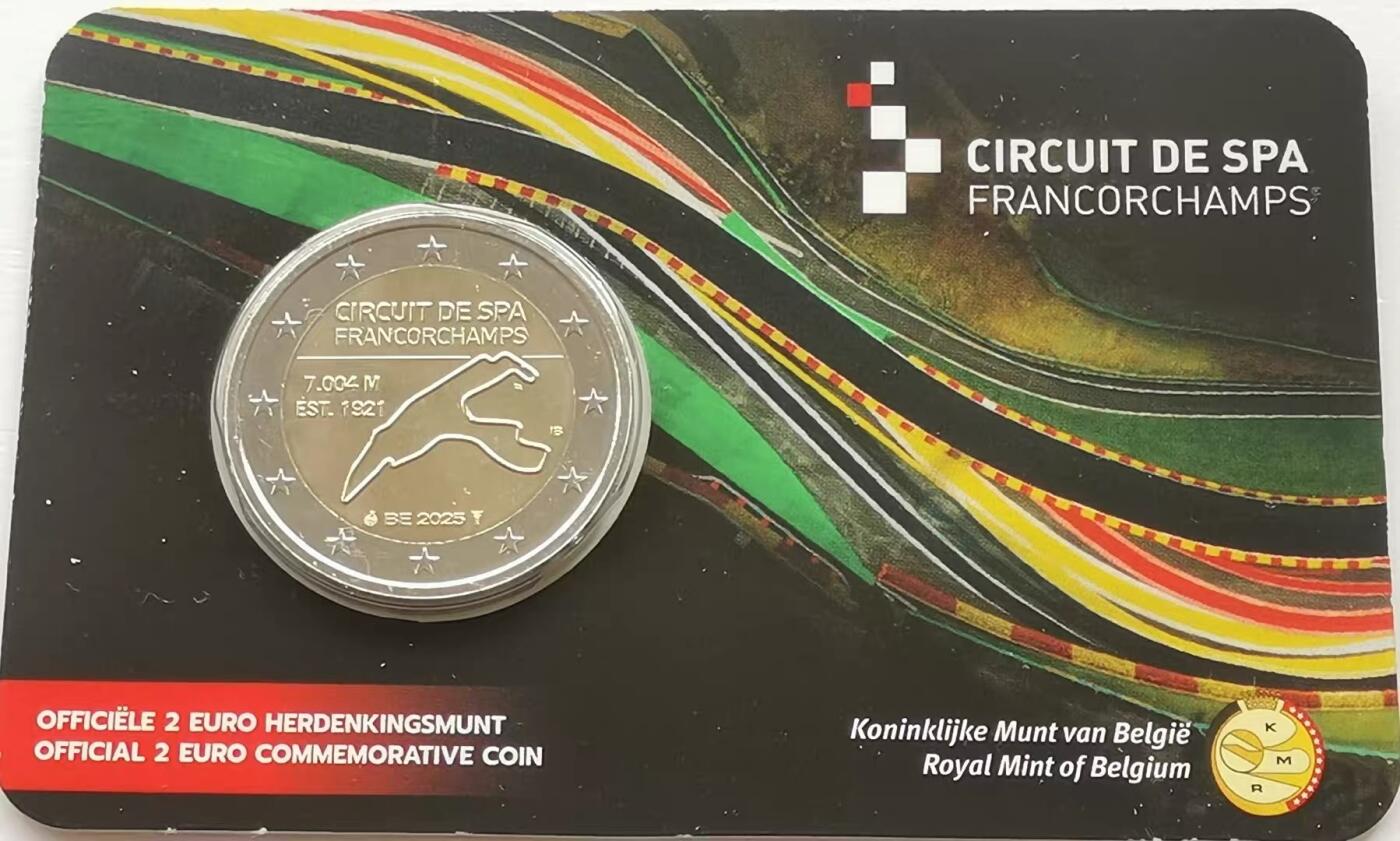 CIRCUIT DE SPA
FRANCORCHAMPS
CIRCUIT DE SPA
FRANCORCHAMPS
7.004 M
EST. 1921
BE 2025
OFFICIËLE 2 EURO HERDENKINGSMUNT
OFFICIAL 2 EURO COMMEMORATIVE COIN
Koninklijke Munt van België
Royal Mint of Belgium
K
M
R